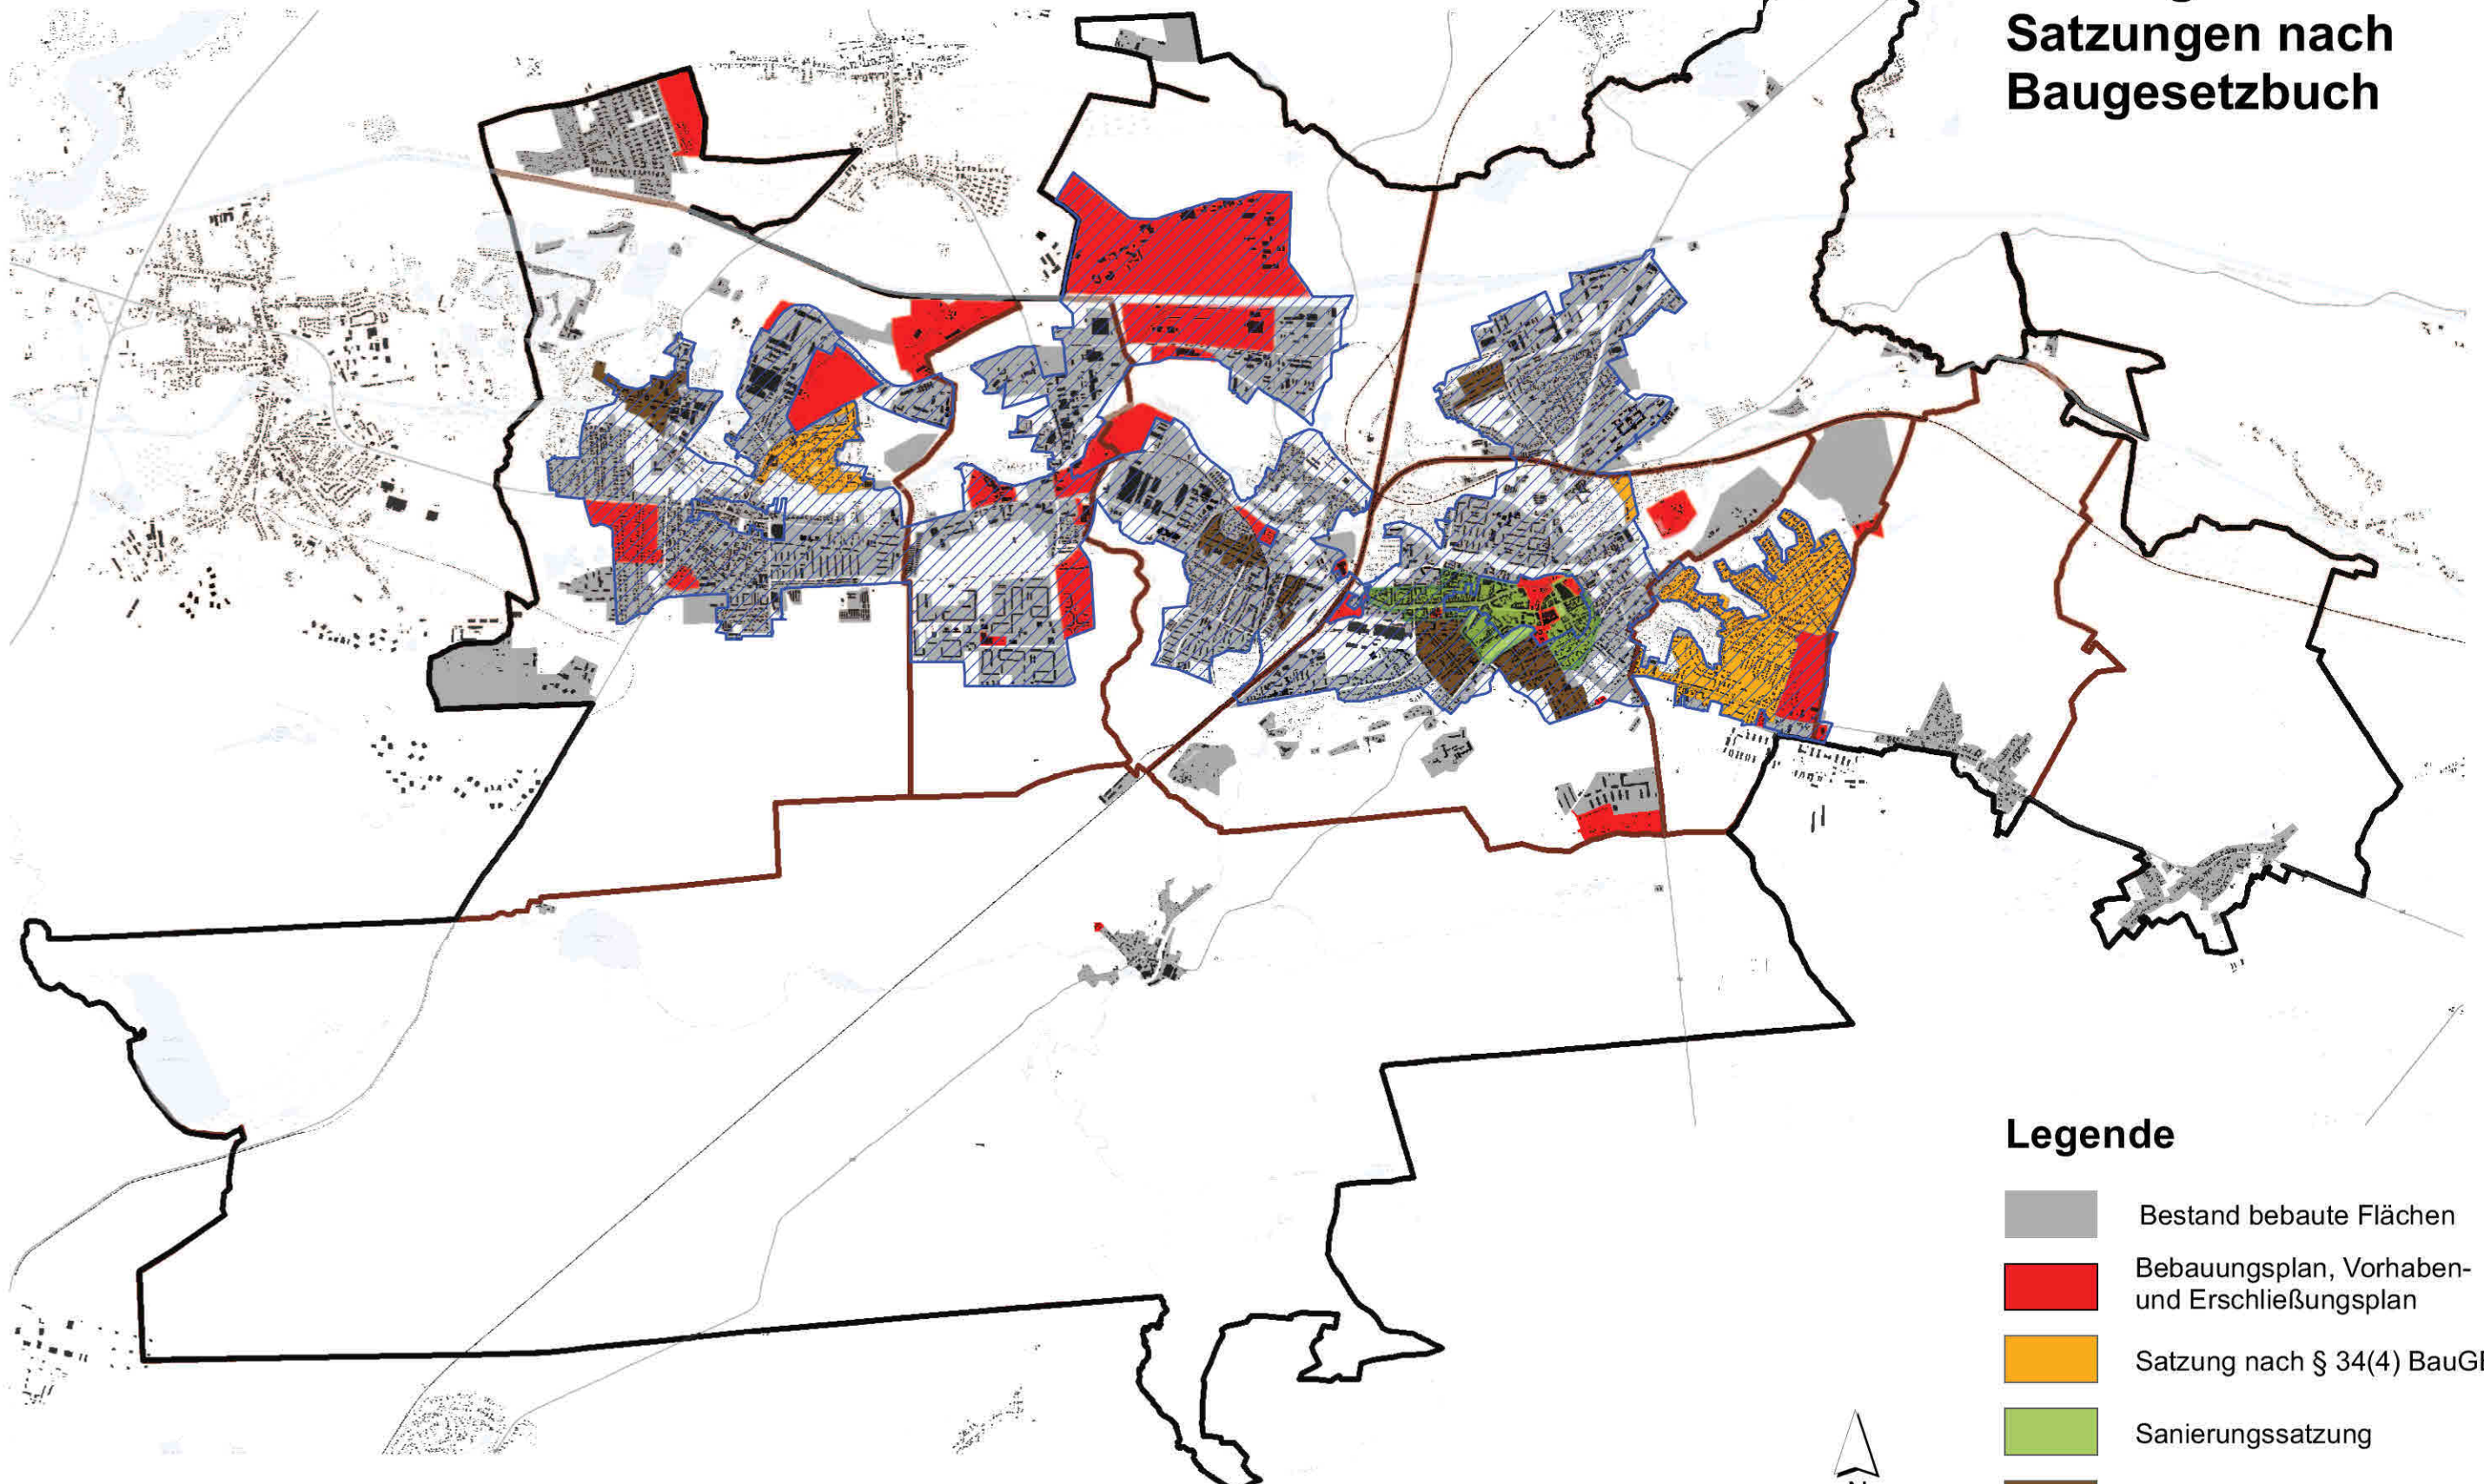 Satzungen nach
Baugesetzbuch
Legende
Bestand bebaute Flächen
Bebauungsplan, Vorhaben-
und Erschließungsplan
Satzung nach § 34(4) BauG
Sanierungssatzung